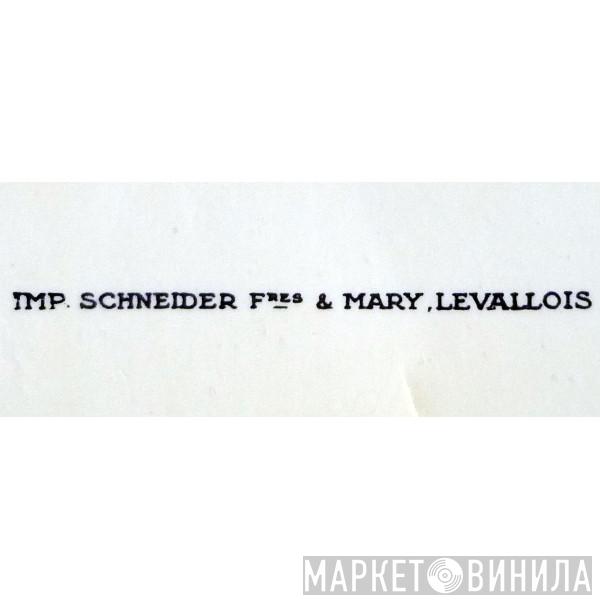 IMP. SCHNEIDER Fres & MARY, LEVALLOIS
МАРКЕТ ВИНИЛА